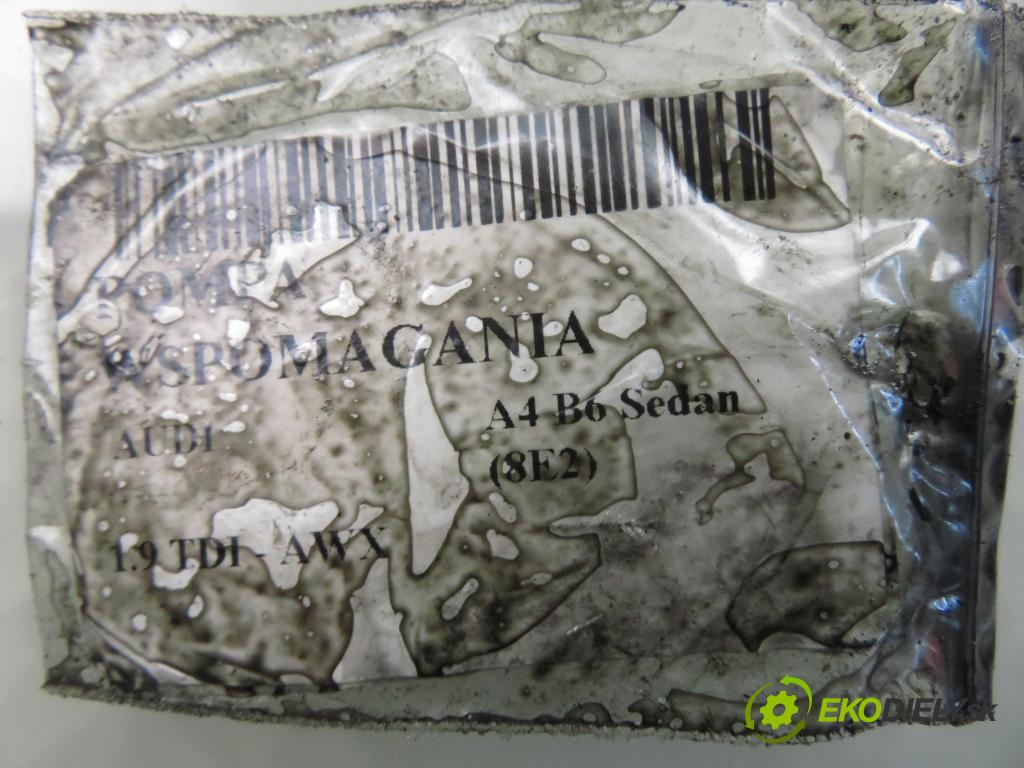 POMPA
WSPOMAGANIA
AUDI
A4 B6 Sedan
(8E2)
1.9 TDI - AWX
EKODIELY.sk